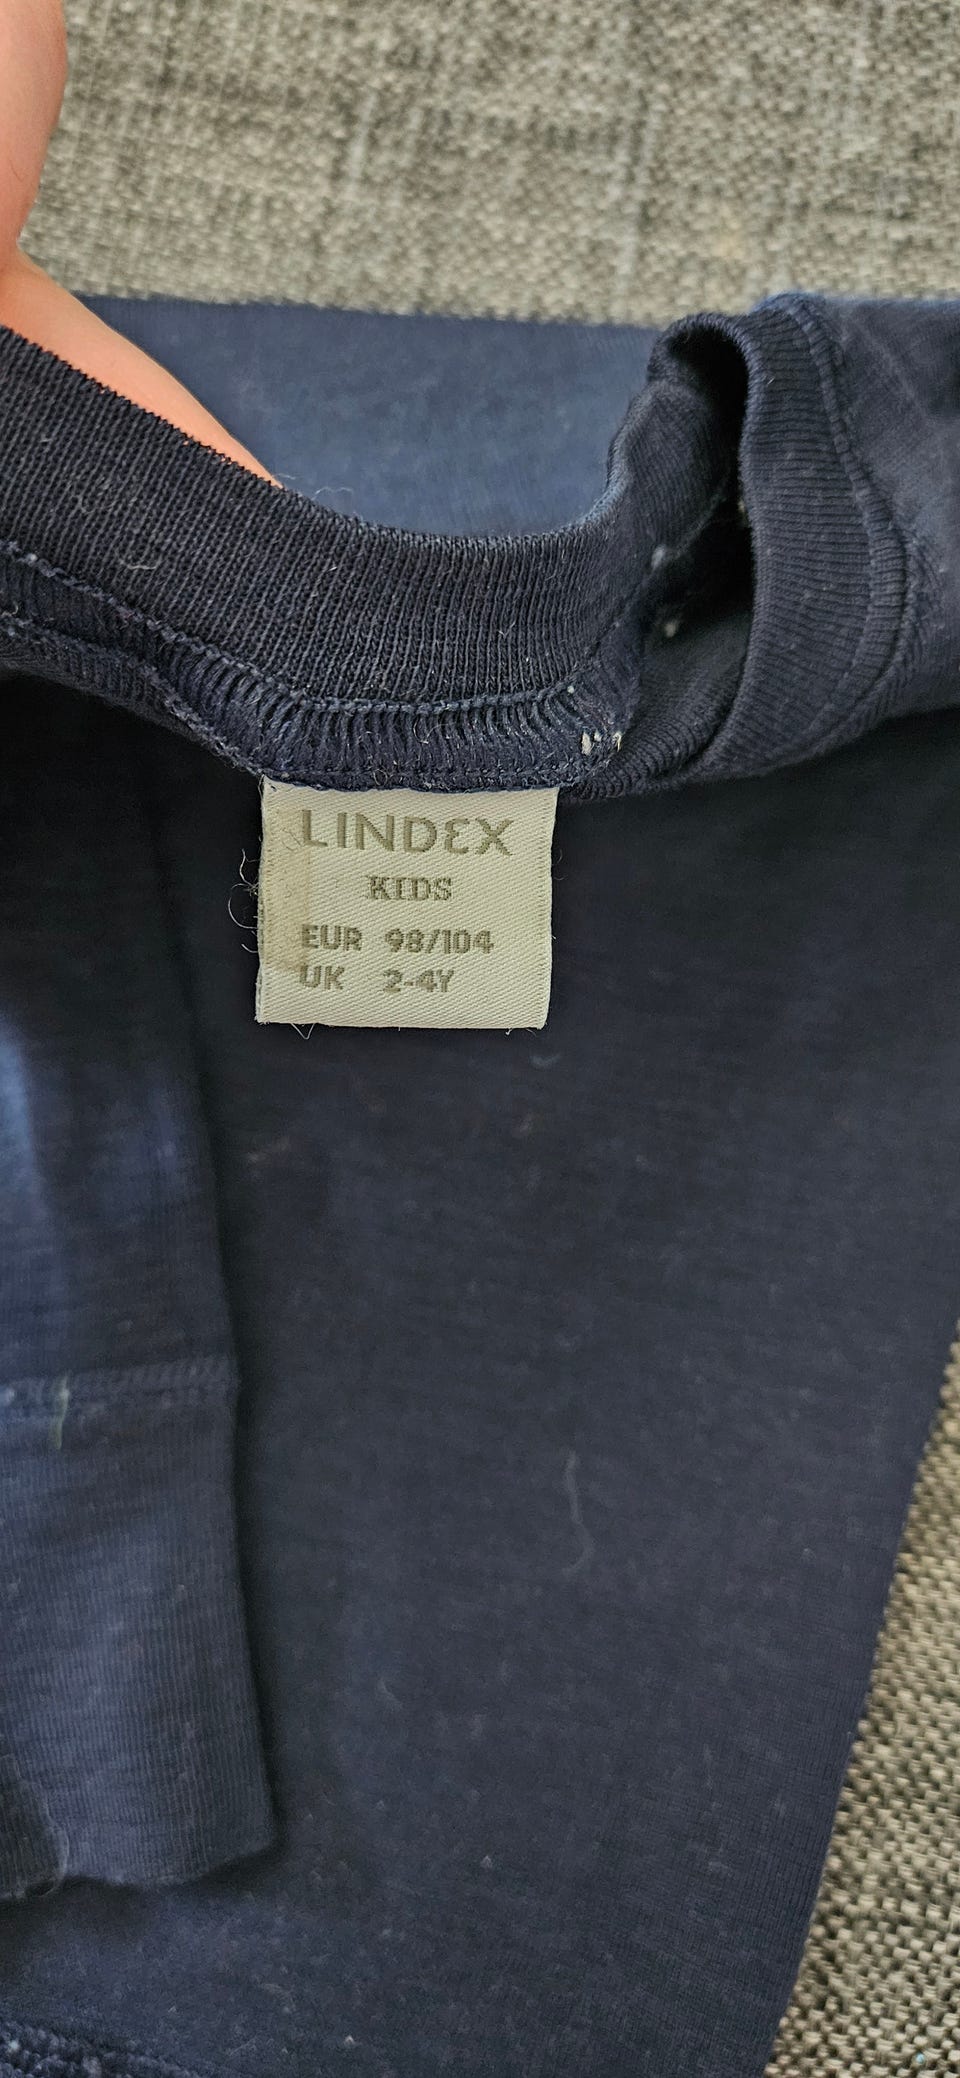 LINDEX
KIDS
EUR 98/104
UK 2-4Y